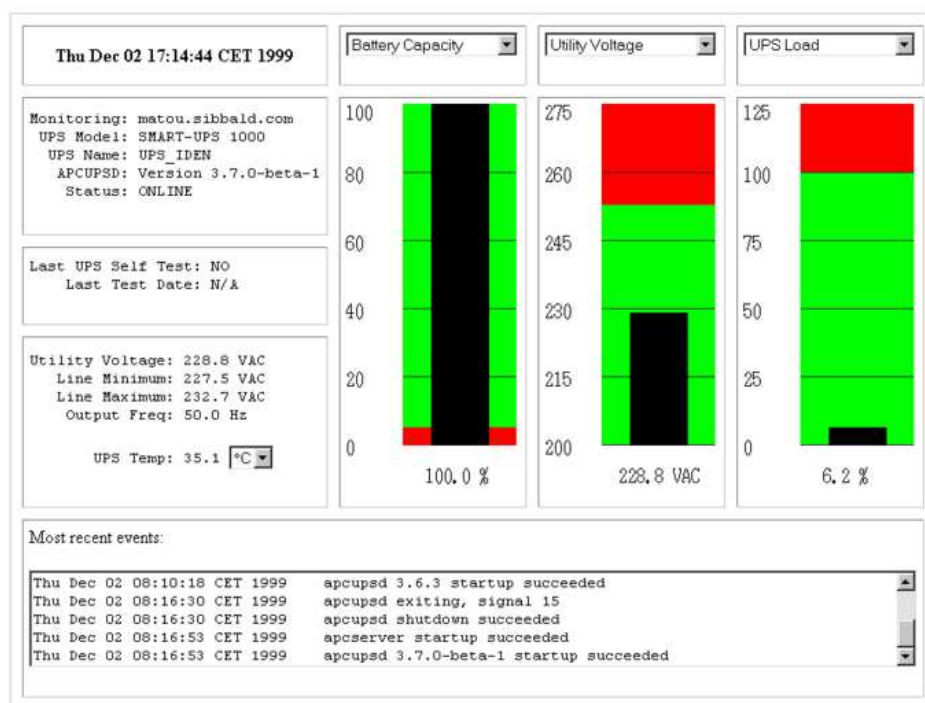 Thu Dec 02 17:14:44 CET 1999
Battery Capacity
Utility Voltage
UPS Load
Monitoring: matou.sibbald.com
UPS Model: SMART-UPS 1000
UPS Name: UPS_IDEN
APCUPSD: Version 3.7.0-beta-1
Status: ONLINE
Last UPS Self Test: NO
Last Test Date: N/A
Utility Voltage: 228.8 VAC
Line Minimum: 227.5 VAC
Line Maximum: 232.7 VAC
Output Freq: 50.0 Hz
UPS Temp: 35.1 °C
100
80
60
40
20
0
100.0 %
275
260
245
230
215
200
228.8 VAC
125
100
75
50
25
0
6.2 %
Most recent events:
Thu Dec 02 08:10:18 CET 1999 apcupsd 3.6.3 startup succeeded
Thu Dec 02 08:16:30 CET 1999 apcupsd exiting, signal 15
Thu Dec 02 08:16:30 CET 1999 apcupsd shutdown succeeded
Thu Dec 02 08:16:53 CET 1999 apcserver startup succeeded
Thu Dec 02 08:16:53 CET 1999 apcupsd 3.7.0-beta-1 startup succeeded